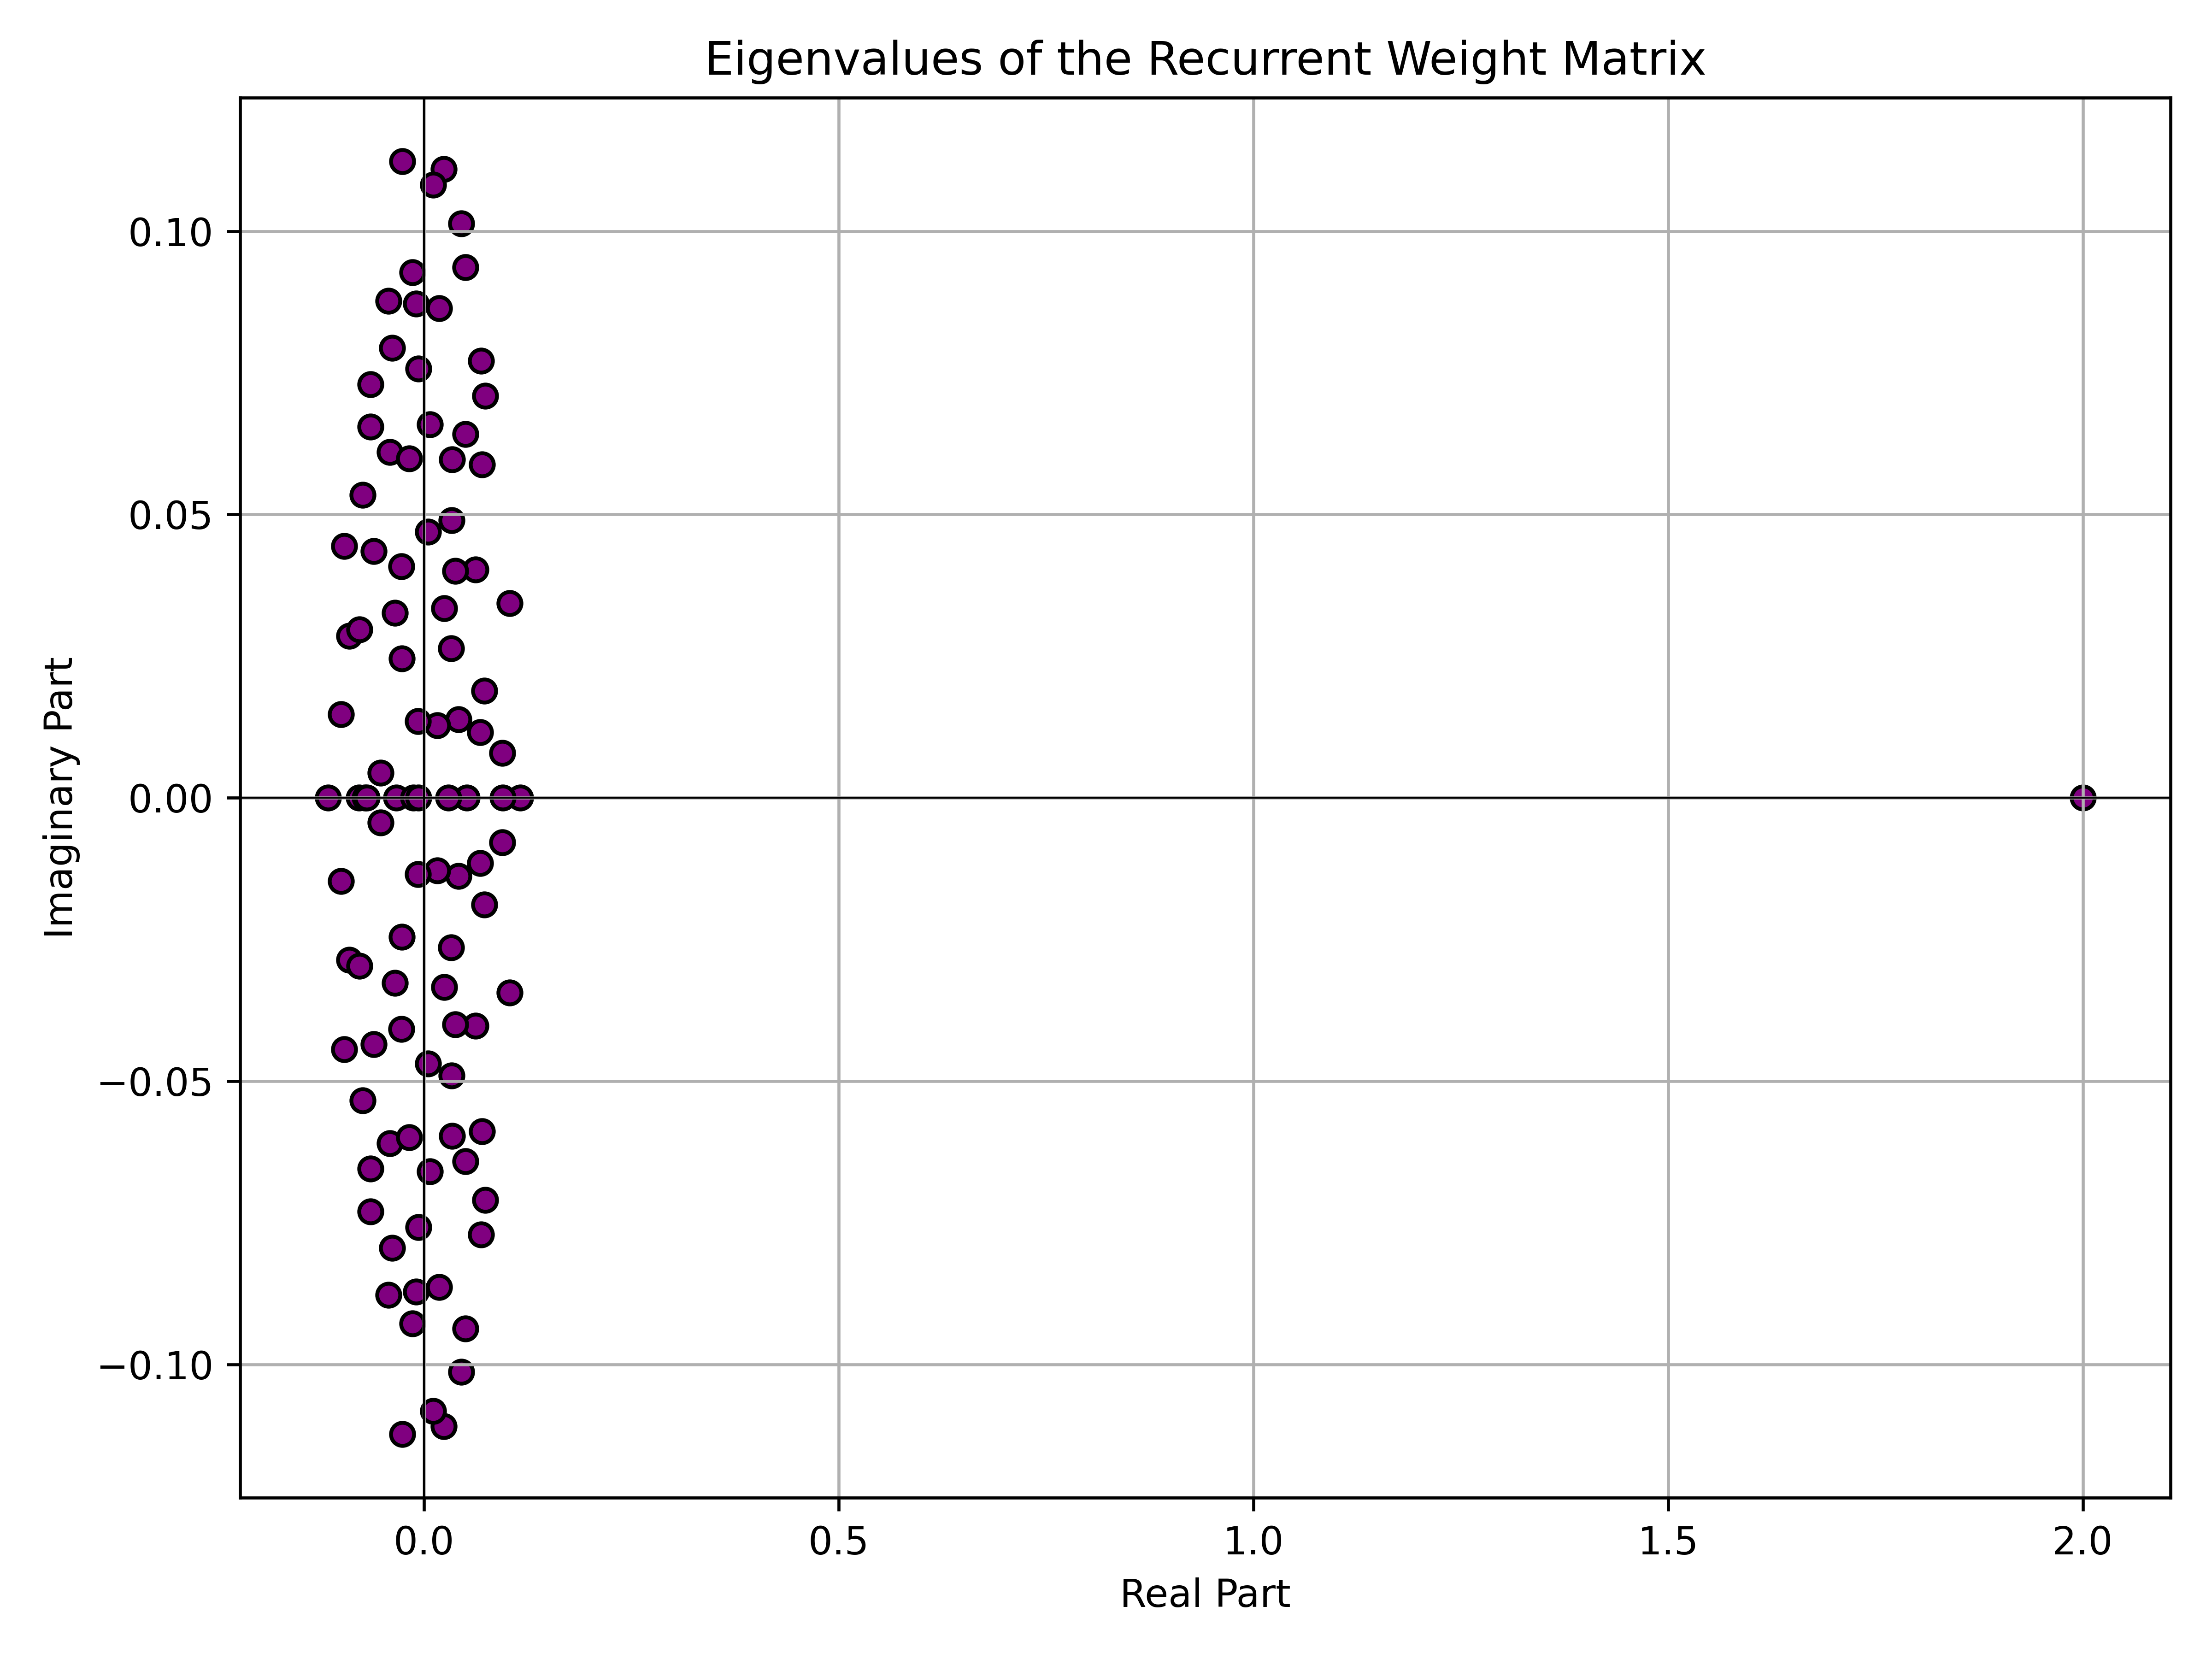 Eigenvalues of the Recurrent Weight Matrix
0.10
0.05
0.00
−0.05
−0.10
Imaginary Part
0.0 0.5 1.0 1.5 2.0
Real Part